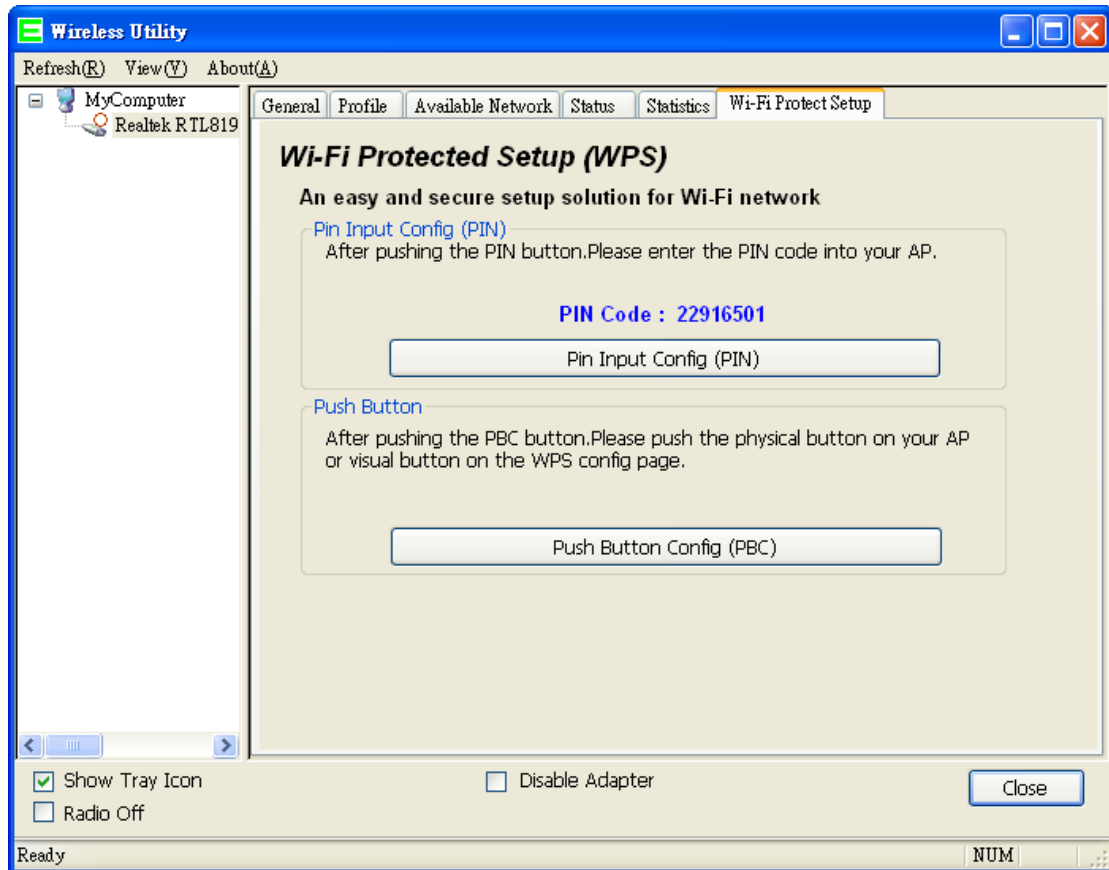 Wireless Utility
Refresh(R) View(V) About(A)
MyComputer
Realtek RTL819
General Profile Available Network Status Statistics Wi-Fi Protect Setup
Wi-Fi Protected Setup (WPS)
An easy and secure setup solution for Wi-Fi network
Pin Input Config (PIN)
After pushing the PIN button.Please enter the PIN code into your AP.
PIN Code : 22916501
Pin Input Config (PIN)
Push Button
After pushing the PBC button.Please push the physical button on your AP
or visual button on the WPS config page.
Push Button Config (PBC)
Show Tray Icon
Disable Adapter
Close
Radio Off
Ready
NUM